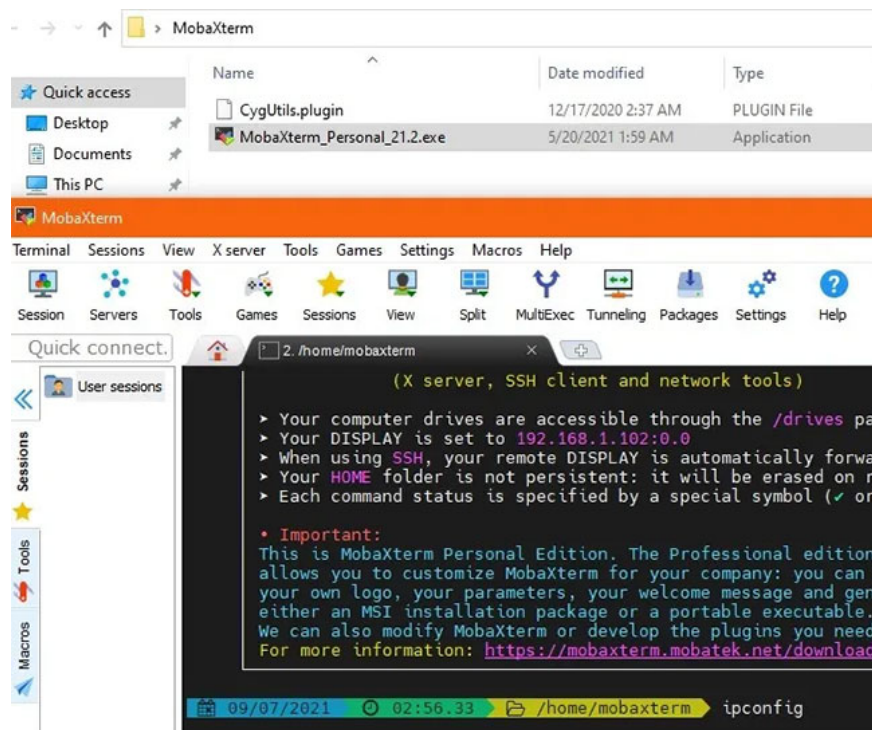 MobaXterm
Name Date modified Type
Quick access
CygUtils.plugin 12/17/2020 2:37 AM PLUGIN File
Desktop
MobaXterm_Personal_21.2.exe 5/20/2021 1:59 AM Application
Documents
This PC
MobaXterm
Terminal Sessions View X server Tools Games Settings Macros Help
Session Servers Tools Games Sessions View Split MultiExec Tunneling Packages Settings Help
Quick connect. 2. /home/mobaxterm
User sessions
Sessions
Tools
Macros
(X server, SSH client and network tools)
➤ Your computer drives are accessible through the /drives pa
➤ Your DISPLAY is set to 192.168.1.102:0.0
➤ When using SSH, your remote DISPLAY is automatically forwa
➤ Your HOME folder is not persistent: it will be erased on r
➤ Each command status is specified by a special symbol (✔ or
• Important:
This is MobaXterm Personal Edition. The Professional edition
allows you to customize MobaXterm for your company: you can
your own logo, your parameters, your welcome message and gen
either an MSI installation package or a portable executable.
We can also modify MobaXterm or develop the plugins you need
For more information: https://mobaxterm.mobatek.net/download
09/07/2021 02:56.33 /home/mobaxterm ipconfig